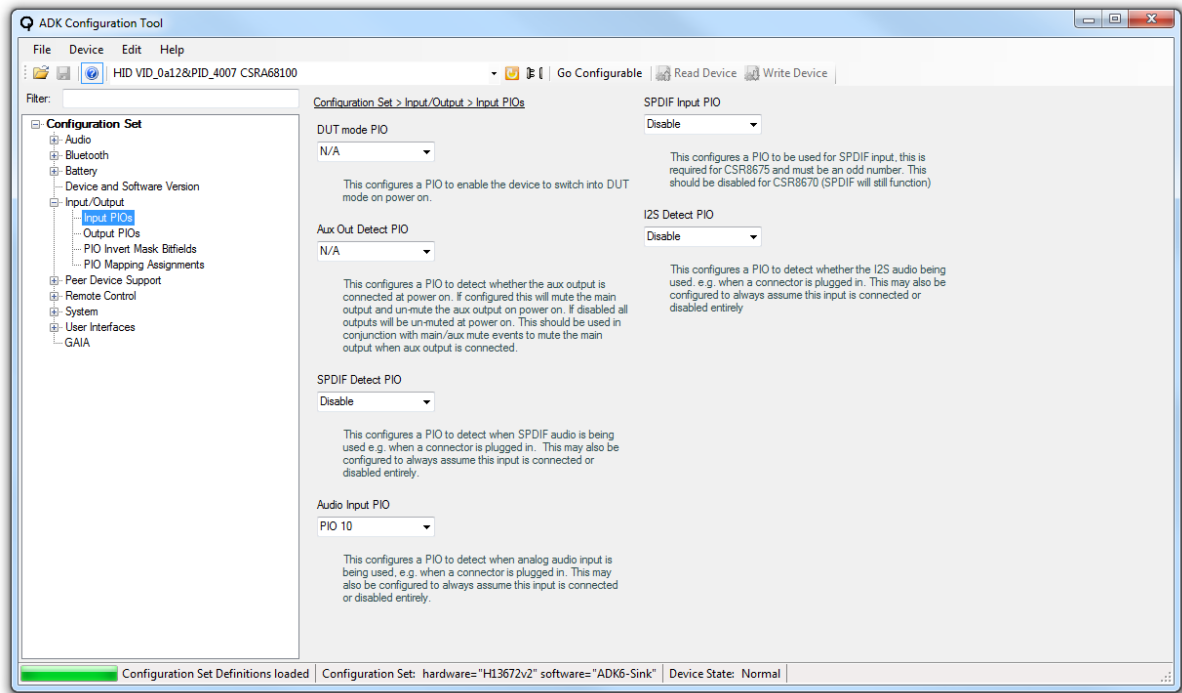 ADK Configuration Tool
File Device Edit Help
HID VID_0a12&PID_4007 CSRA68100 Go Configurable Read Device Write Device
Filter:
Configuration Set
Audio
Bluetooth
Battery
Device and Software Version
Input/Output
Input PIOs
Output PIOs
PIO Invert Mask Bitfields
PIO Mapping Assignments
Peer Device Support
Remote Control
System
User Interfaces
GAIA
Configuration Set > Input/Output > Input PIOs
DUT mode PIO
N/A
This configures a PIO to enable the device to switch into DUT
mode on power on.
Aux Out Detect PIO
N/A
This configures a PIO to detect whether the aux output is
connected at power on. If configured this will mute the main
output and un-mute the aux output on power on. If disabled all
outputs will be un-muted at power on. This should be used in
conjunction with main/aux mute events to mute the main
output when aux output is connected.
SPDIF Detect PIO
Disable
This configures a PIO to detect when SPDIF audio is being
used e.g. when a connector is plugged in. This may also be
configured to always assume this input is connected or
disabled entirely.
Audio Input PIO
PIO 10
This configures a PIO to detect when analog audio input is
being used, e.g. when a connector is plugged in. This may
also be configured to always assume this input is connected
or disabled entirely.
SPDIF Input PIO
Disable
This configures a PIO to be used for SPDIF input, this is
required for CSR8675 and must be an odd number. This
should be disabled for CSR8670 (SPDIF will still function)
I2S Detect PIO
Disable
This configures a PIO to detect whether the I2S audio being
used. e.g. when a connector is plugged in. This may also be
configured to always assume this input is connected or
disabled entirely
Configuration Set Definitions loaded Configuration Set: hardware="H13672v2" software="ADK6-Sink" Device State: Normal